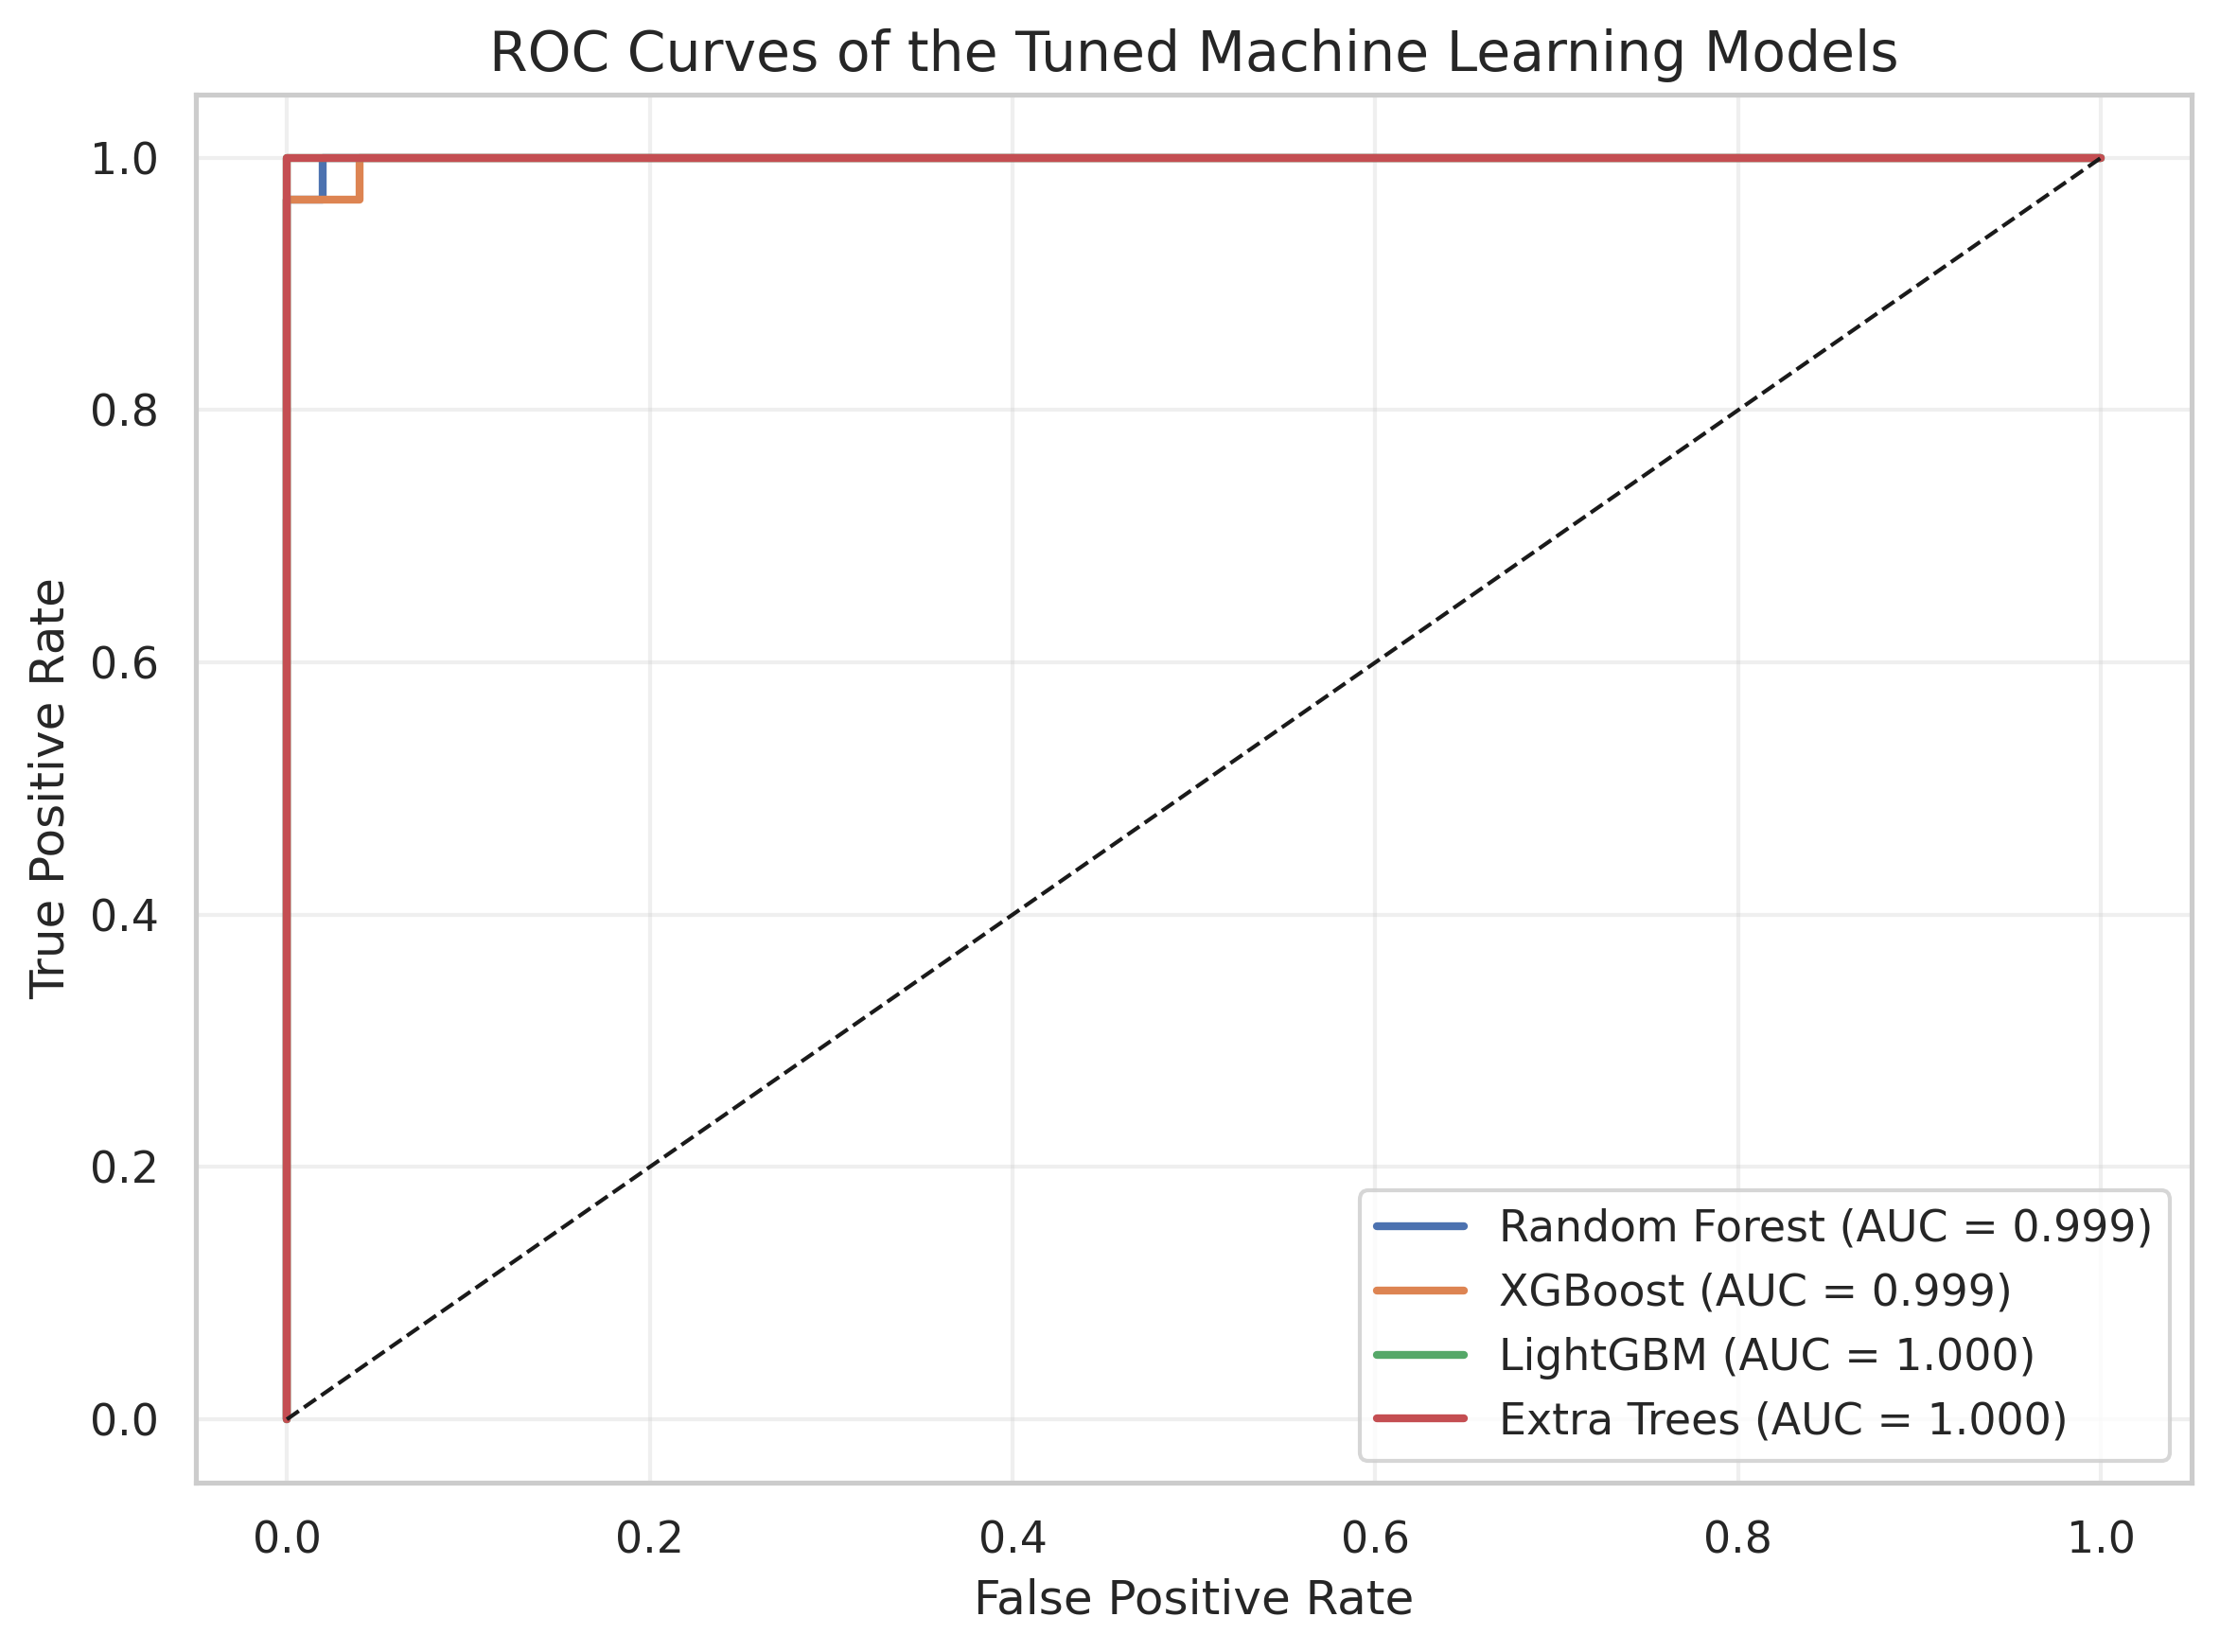 ROC Curves of the Tuned Machine Learning Models
True Positive Rate
1.0
0.8
0.6
0.4
0.2
0.0
Random Forest (AUC = 0.999)
XGBoost (AUC = 0.999)
LightGBM (AUC = 1.000)
Extra Trees (AUC = 1.000)
0.0 0.2 0.4 0.6 0.8 1.0
False Positive Rate